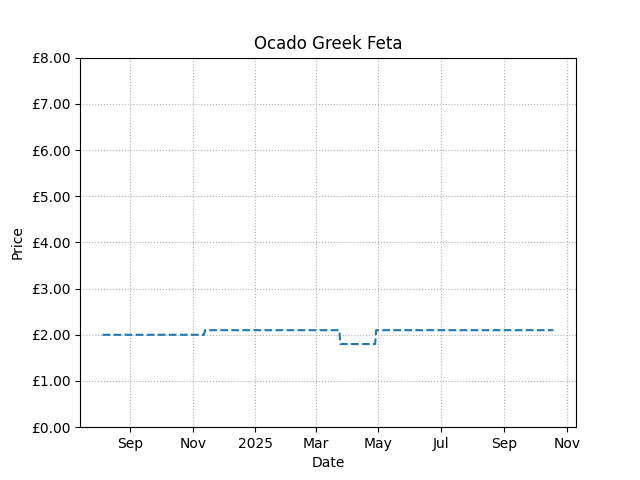 Ocado Greek Feta
£8.00
£7.00
£6.00
£5.00
£4.00
£3.00
£2.00
£1.00
£0.00
Price
Sep Nov 2025 Mar May Jul Sep Nov
Date